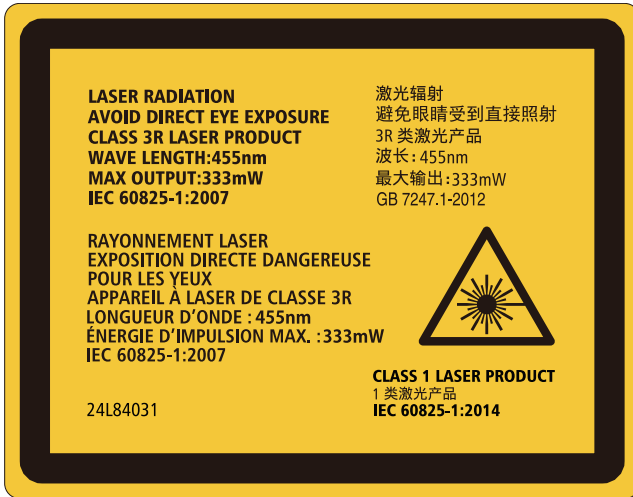 LASER RADIATION
AVOID DIRECT EYE EXPOSURE
CLASS 3R LASER PRODUCT
WAVE LENGTH:455nm
MAX OUTPUT:333mW
IEC 60825-1:2007
激光辐射
避免眼睛受到直接照射
3R 类激光产品
波长:455nm
最大输出:333mW
GB 7247.1-2012
RAYONNEMENT LASER
EXPOSITION DIRECTE DANGEREUSE
POUR LES YEUX
APPAREIL À LASER DE CLASSE 3R
LONGUEUR D'ONDE : 455nm
ÉNERGIE D'IMPULSION MAX. :333mW
IEC 60825-1:2007
CLASS 1 LASER PRODUCT
1 类激光产品
IEC 60825-1:2014
24L84031